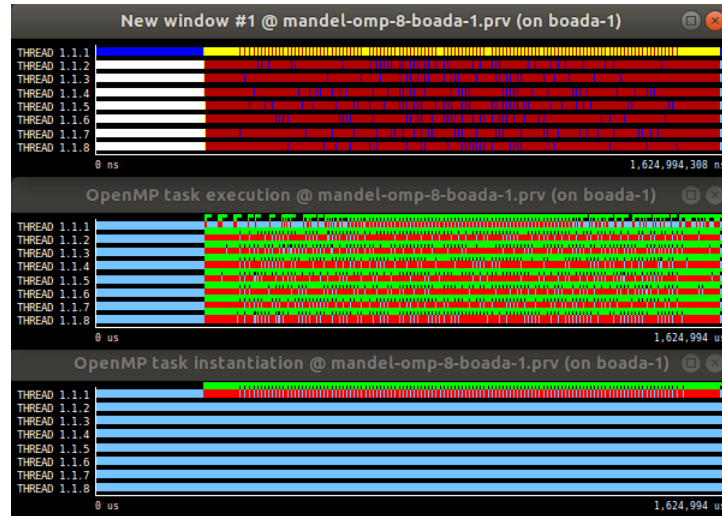 New window #1 @ mandel-omp-8-boada-1.prv (on boada-1)
THREAD 1.1.1
THREAD 1.1.2
THREAD 1.1.3
THREAD 1.1.4
THREAD 1.1.5
THREAD 1.1.6
THREAD 1.1.7
THREAD 1.1.8
0 ns 1,624,994,308 ns
OpenMP task execution @ mandel-omp-8-boada-1.prv (on boada-1)
THREAD 1.1.1
THREAD 1.1.2
THREAD 1.1.3
THREAD 1.1.4
THREAD 1.1.5
THREAD 1.1.6
THREAD 1.1.7
THREAD 1.1.8
0 us 1,624,994 us
OpenMP task instantiation @ mandel-omp-8-boada-1.prv (on boada-1)
THREAD 1.1.1
THREAD 1.1.2
THREAD 1.1.3
THREAD 1.1.4
THREAD 1.1.5
THREAD 1.1.6
THREAD 1.1.7
THREAD 1.1.8
0 us 1,624,994 us